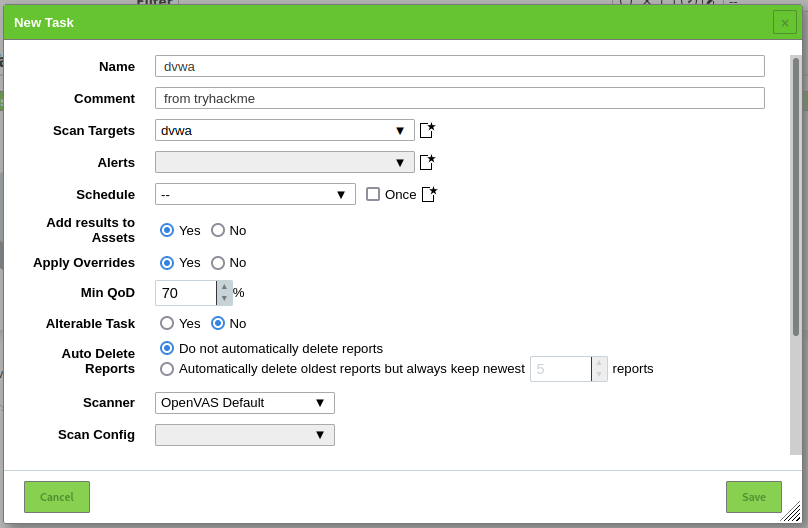 New Task
Name dvwa
Comment from tryhackme
Scan Targets dvwa
Alerts
Schedule -- Once
Add results to Assets Yes No
Apply Overrides Yes No
Min QoD 70 %
Alterable Task Yes No
Auto Delete Reports Do not automatically delete reports
Automatically delete oldest reports but always keep newest 5 reports
Scanner OpenVAS Default
Scan Config
Cancel Save